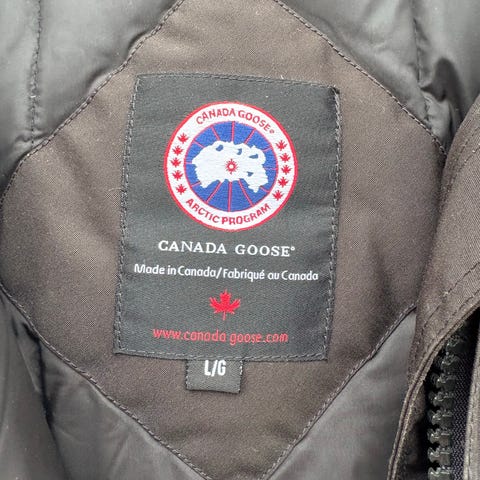 CANADA GOOSE®
ARCTIC PROGRAM
CANADA GOOSE®
Made in Canada/Fabriqué au Canada
www.canada-goose.com
L/G